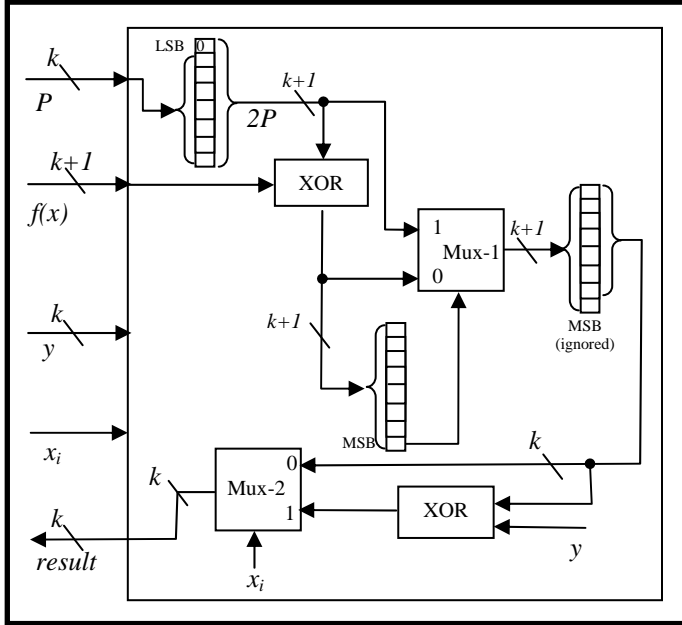 LSB 0
k
P
k+1
2P
k+1
f(x)
XOR
1
Mux-1
0
k+1
k+1
MSB
(ignored)
k
y
MSB
x_i
k
0
Mux-2
1
k
XOR
y
k
result
x_i